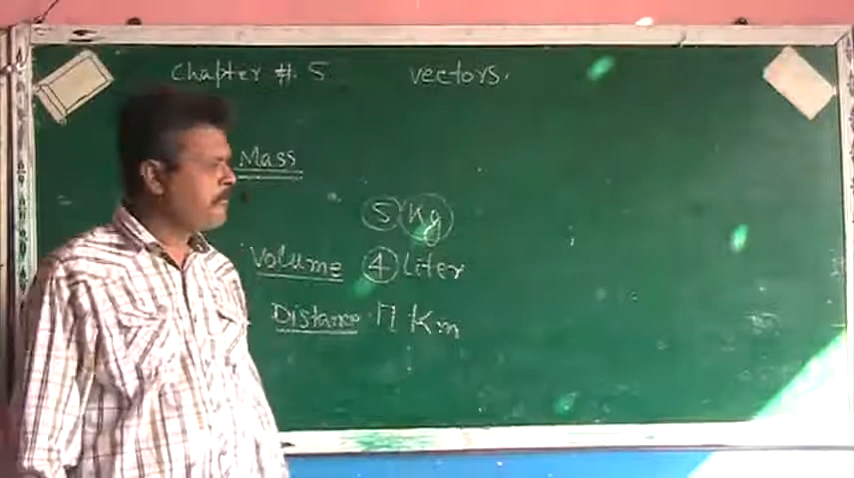 Chapter #. 5 vectors.
Mass
5 Kg
Volume 4 Liter
Distance 17 Km